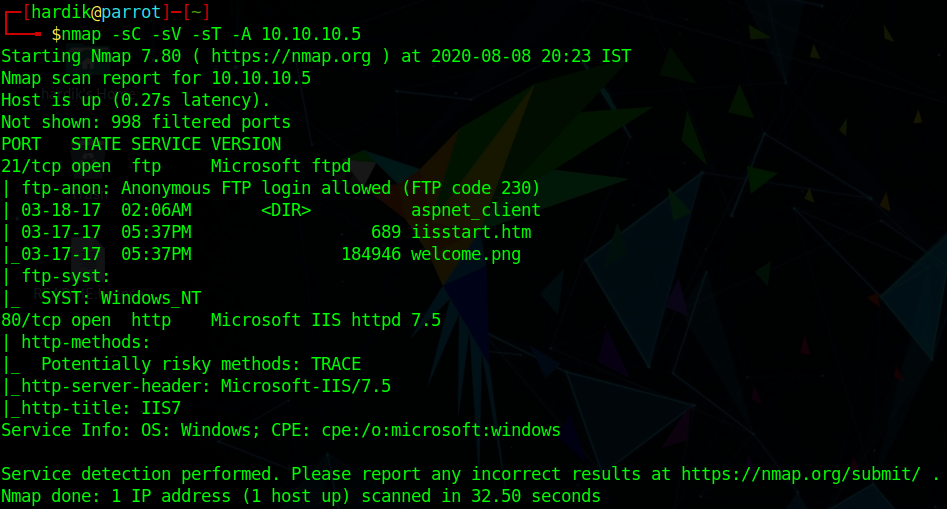 ┌─[hardik@parrot]─[~]
└──╼ $nmap -sC -sV -sT -A 10.10.10.5
Starting Nmap 7.80 ( https://nmap.org ) at 2020-08-08 20:23 IST
Nmap scan report for 10.10.10.5
Host is up (0.27s latency).
Not shown: 998 filtered ports
PORT   STATE SERVICE VERSION
21/tcp open  ftp     Microsoft ftpd
| ftp-anon: Anonymous FTP login allowed (FTP code 230)
| 03-18-17  02:06AM       <DIR>          aspnet_client
| 03-17-17  05:37PM                  689 iisstart.htm
|_03-17-17  05:37PM               184946 welcome.png
| ftp-syst:
|_  SYST: Windows_NT
80/tcp open  http    Microsoft IIS httpd 7.5
| http-methods:
|_  Potentially risky methods: TRACE
|_http-server-header: Microsoft-IIS/7.5
|_http-title: IIS7
Service Info: OS: Windows; CPE: cpe:/o:microsoft:windows

Service detection performed. Please report any incorrect results at https://nmap.org/submit/ .
Nmap done: 1 IP address (1 host up) scanned in 32.50 seconds